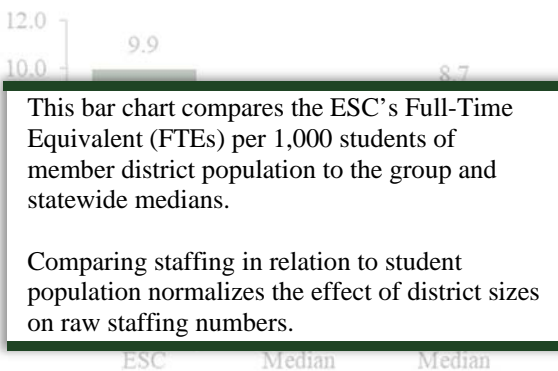 12.0
9.9
10.0
8.7
This bar chart compares the ESC’s Full-Time
Equivalent (FTEs) per 1,000 students of
member district population to the group and
statewide medians.
Comparing staffing in relation to student
population normalizes the effect of district sizes
on raw staffing numbers.
ESC Median Median